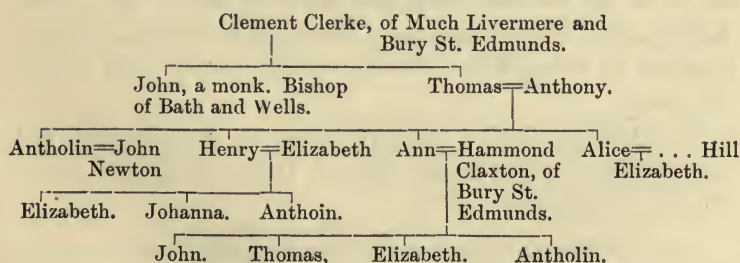 Clement Clerke, of Much Livermere and
Bury St. Edmunds.
John, a monk. Bishop
of Bath and Wells.
Thomas=Anthony.
Antholin=John
Newton
Henry=Elizabeth
Ann=Hammond
Claxton, of
Bury St.
Edmunds.
Alice= . . . Hill
Elizabeth.
Elizabeth. Johanna. Anthoin.
John. Thomas, Elizabeth. Antholin.